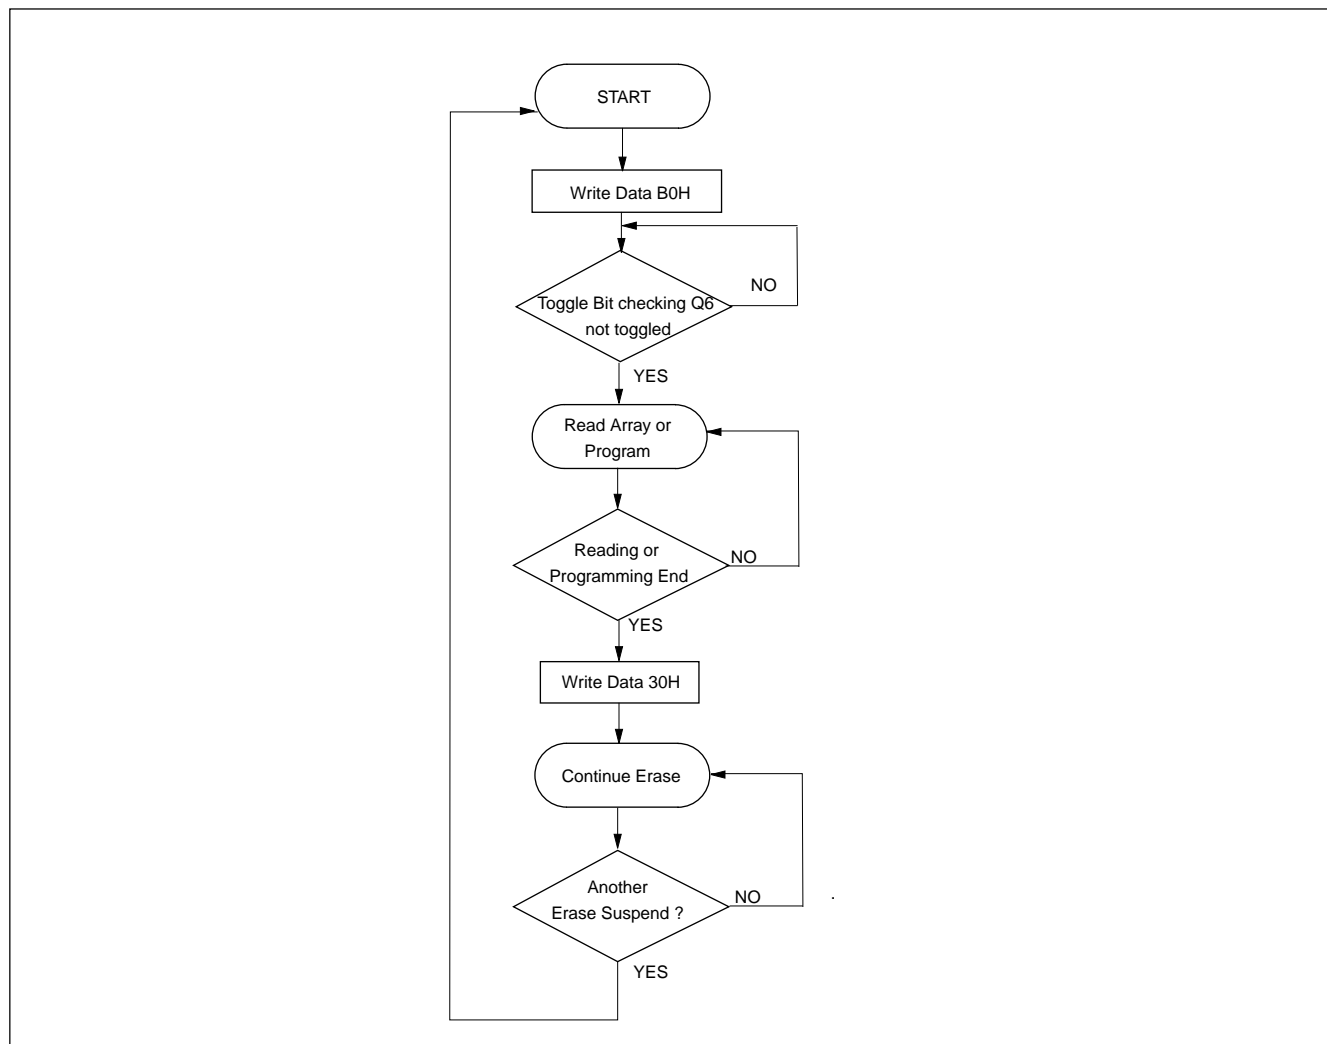 START
Write Data B0H
NO
Toggle Bit checking Q6
not toggled
YES
Read Array or
Program
Reading or
NO
Programming End
YES
Write Data 30H
Continue Erase
Another
NO
Erase Suspend ?
.
YES